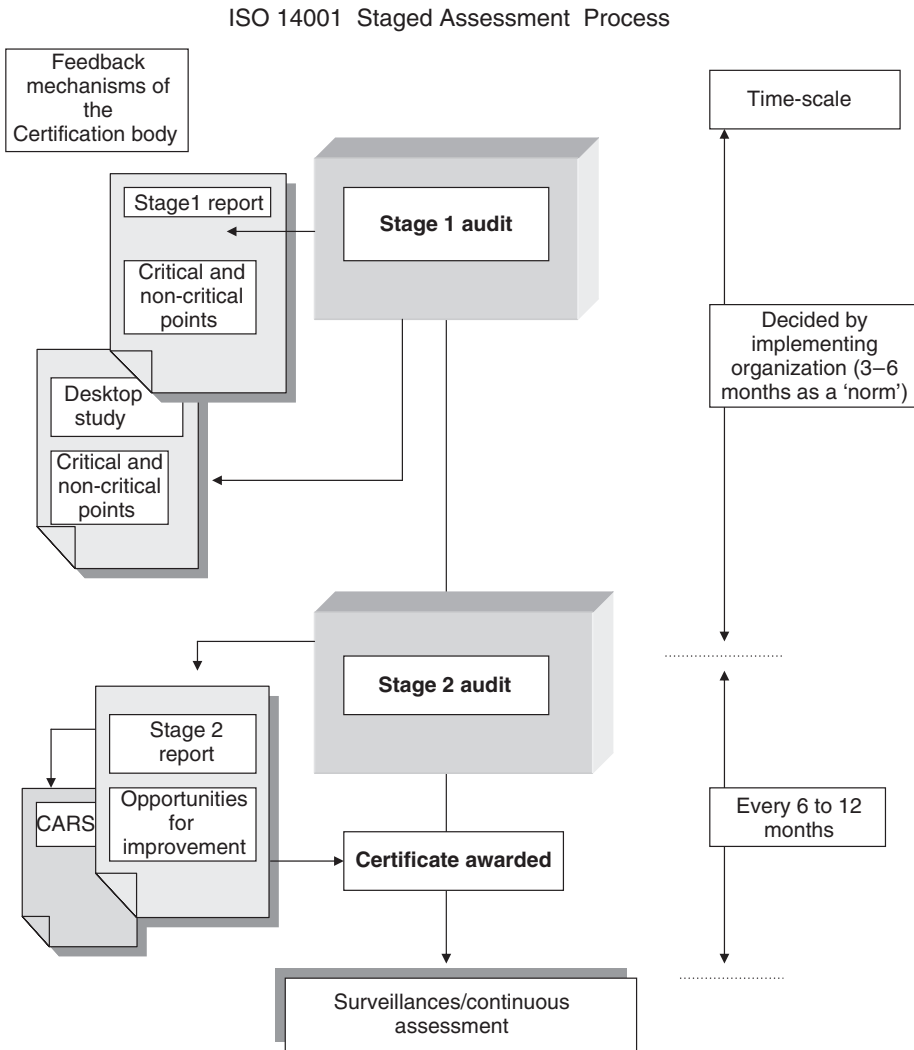 ISO 14001 Staged Assessment Process
Feedback
mechanisms of
the
Certification body
Time-scale
Stage1 report
Critical and
non-critical
points
Stage 1 audit
Decided by
implementing
organization (3–6
months as a ‘norm’)
Desktop
study
Critical and
non-critical
points
Stage 2 audit
Stage 2
report
Opportunities
for
improvement
CARS
Every 6 to 12
months
Certificate awarded
Surveillances/continuous
assessment